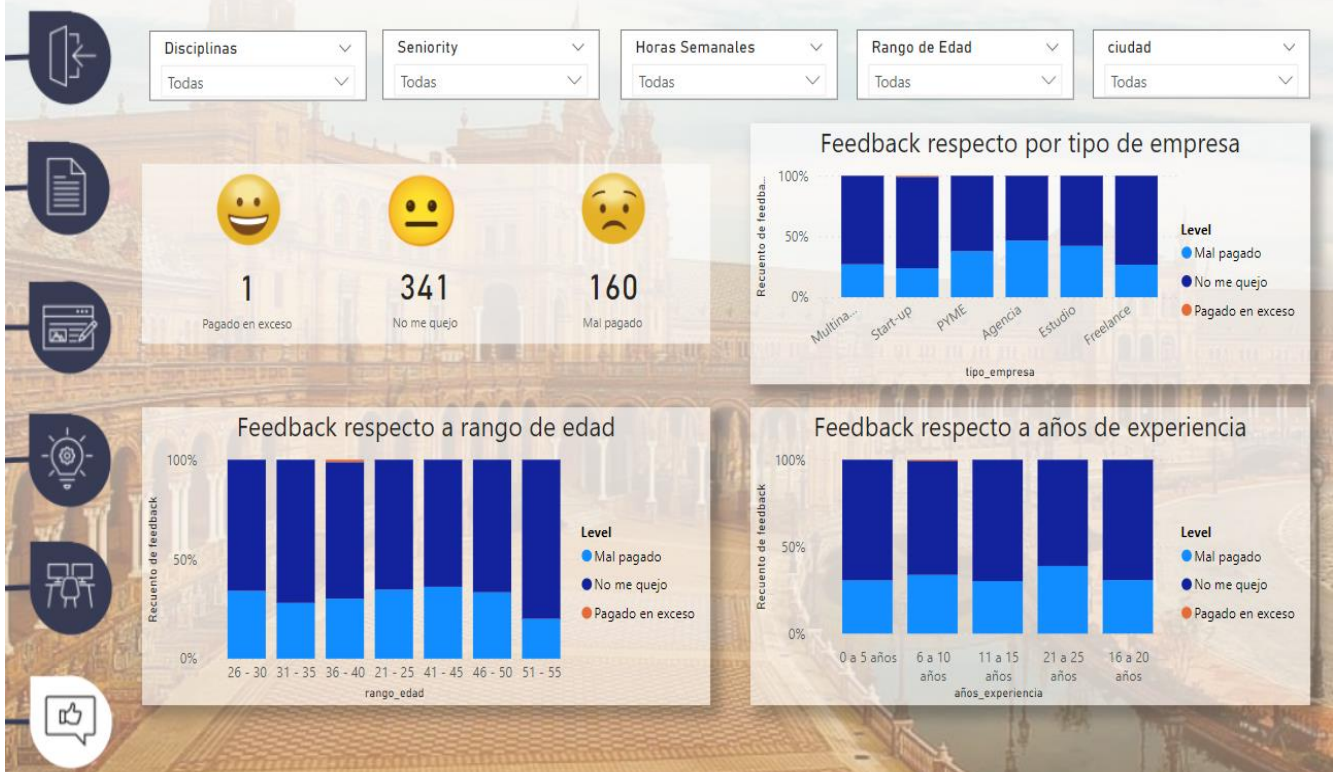 Disciplinas
Todas
Seniority
Todas
Horas Semanales
Todas
Rango de Edad
Todas
ciudad
Todas
1
Pagado en exceso
341
No me quejo
160
Mal pagado
Feedback respecto por tipo de empresa
Recuento de feedba...
100%
50%
0%
Multina...
Start-up
PYME
Agencia
Estudio
Freelance
tipo_empresa
Level
Mal pagado
No me quejo
Pagado en exceso
Feedback respecto a rango de edad
Recuento de feedback
100%
50%
0%
26 - 30
31 - 35
36 - 40
21 - 25
41 - 45
46 - 50
51 - 55
rango_edad
Level
Mal pagado
No me quejo
Pagado en exceso
Feedback respecto a años de experiencia
Recuento de feedback
100%
50%
0%
0 a 5 años
6 a 10
años
11 a 15
años
21 a 25
años
16 a 20
años
años_experiencia
Level
Mal pagado
No me quejo
Pagado en exceso